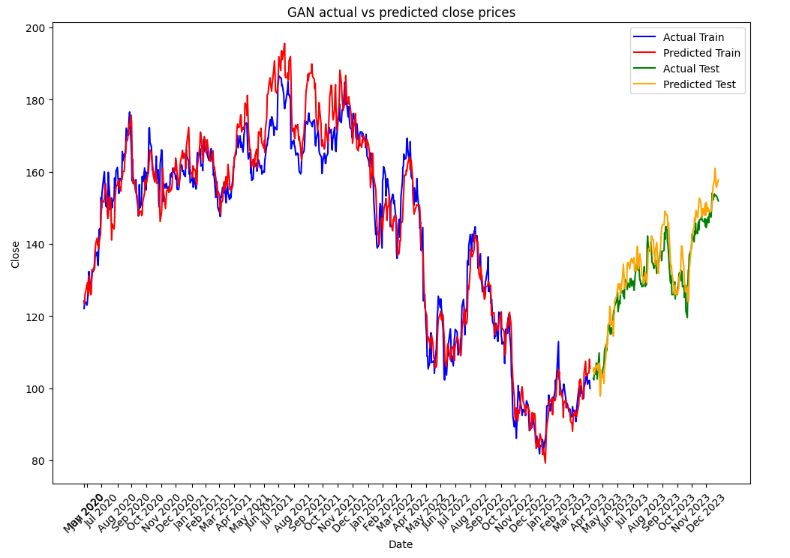 GAN actual vs predicted close prices
Actual Train
Predicted Train
Actual Test
Predicted Test
Close
200
180
160
140
120
100
80
May 2020
Jul 2020
Aug 2020
Sep 2020
Oct 2020
Nov 2020
Dec 2020
Jan 2021
Feb 2021
Mar 2021
Apr 2021
May 2021
Jul 2021
Aug 2021
Sep 2021
Oct 2021
Nov 2021
Dec 2021
Jan 2022
Feb 2022
Mar 2022
Apr 2022
May 2022
Jun 2022
Jul 2022
Aug 2022
Sep 2022
Oct 2022
Nov 2022
Dec 2022
Jan 2023
Feb 2023
Mar 2023
Apr 2023
May 2023
Jun 2023
Jul 2023
Aug 2023
Sep 2023
Oct 2023
Nov 2023
Dec 2023
Date